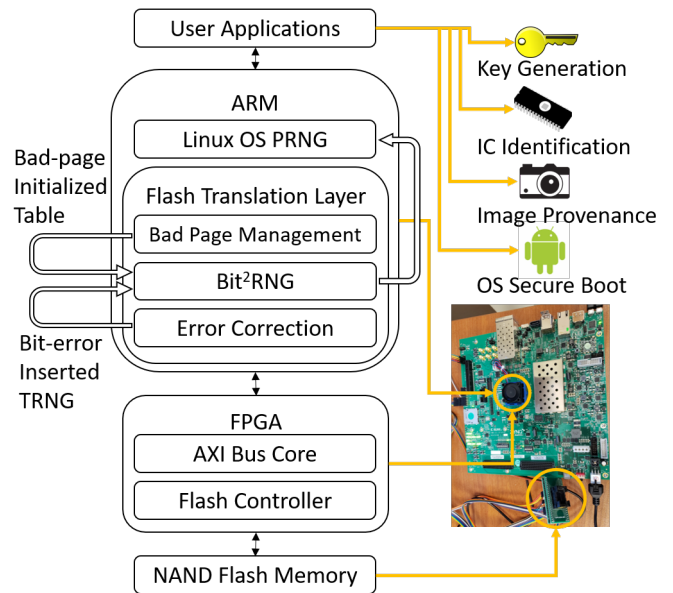 User Applications
Key Generation
ARM
Linux OS PRNG
IC Identification
Bad-page
Initialized
Table
Flash Translation Layer
Image Provenance
Bad Page Management
Bit²RNG
OS Secure Boot
Error Correction
Bit-error
Inserted
TRNG
FPGA
AXI Bus Core
Flash Controller
NAND Flash Memory